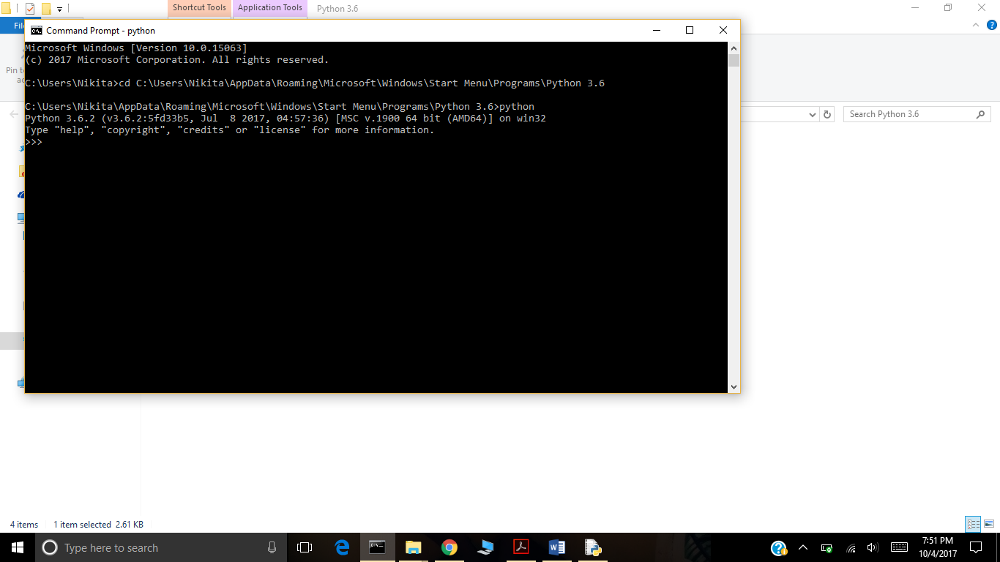 Shortcut Tools Application Tools Python 3.6
Command Prompt - python
Microsoft Windows [Version 10.0.15063]
(c) 2017 Microsoft Corporation. All rights reserved.
C:\Users\Nikita>cd C:\Users\Nikita\AppData\Roaming\Microsoft\Windows\Start Menu\Programs\Python 3.6
C:\Users\Nikita\AppData\Roaming\Microsoft\Windows\Start Menu\Programs\Python 3.6>python
Python 3.6.2 (v3.6.2:5fd33b5, Jul  8 2017, 04:57:36) [MSC v.1900 64 bit (AMD64)] on win32
Type "help", "copyright", "credits" or "license" for more information.
>>>
Pin t
Search Python 3.6
4 items 1 item selected 2.61 KB
Type here to search
7:51 PM
10/4/2017